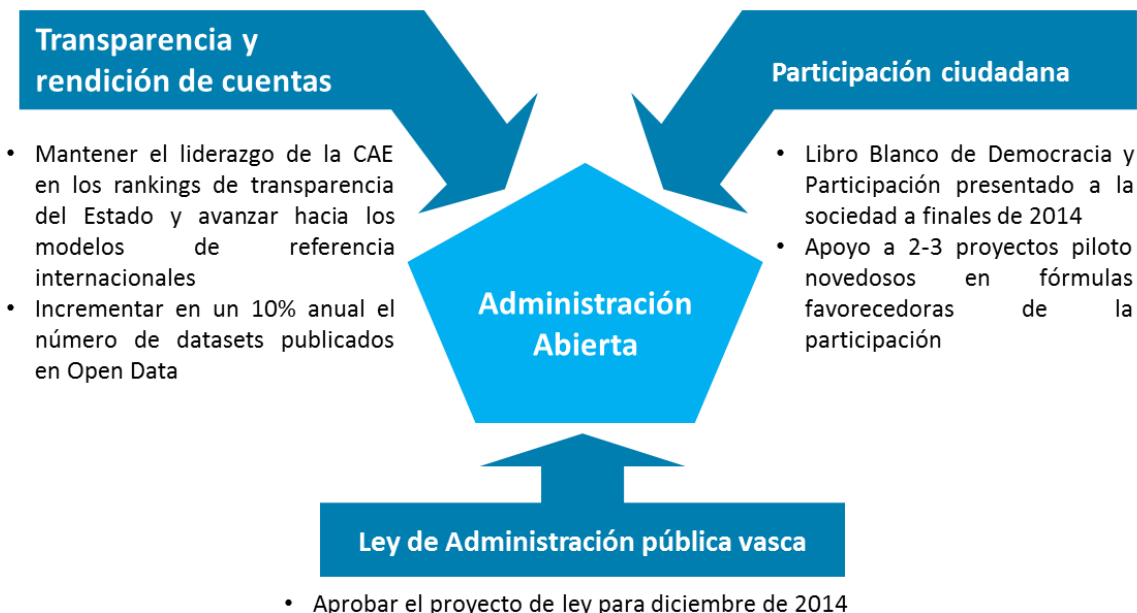 Transparencia y
rendición de cuentas
• Mantener el liderazgo de la CAE
en los rankings de transparencia
del Estado y avanzar hacia los
modelos de referencia
internacionales
• Incrementar en un 10% anual el
número de datasets publicados
en Open Data
Participación ciudadana
• Libro Blanco de Democracia y
Participación presentado a la
sociedad a finales de 2014
• Apoyo a 2-3 proyectos piloto
novedosos en fórmulas
favorecedoras de la
participación
Administración
Abierta
Ley de Administración pública vasca
• Aprobar el proyecto de ley para diciembre de 2014